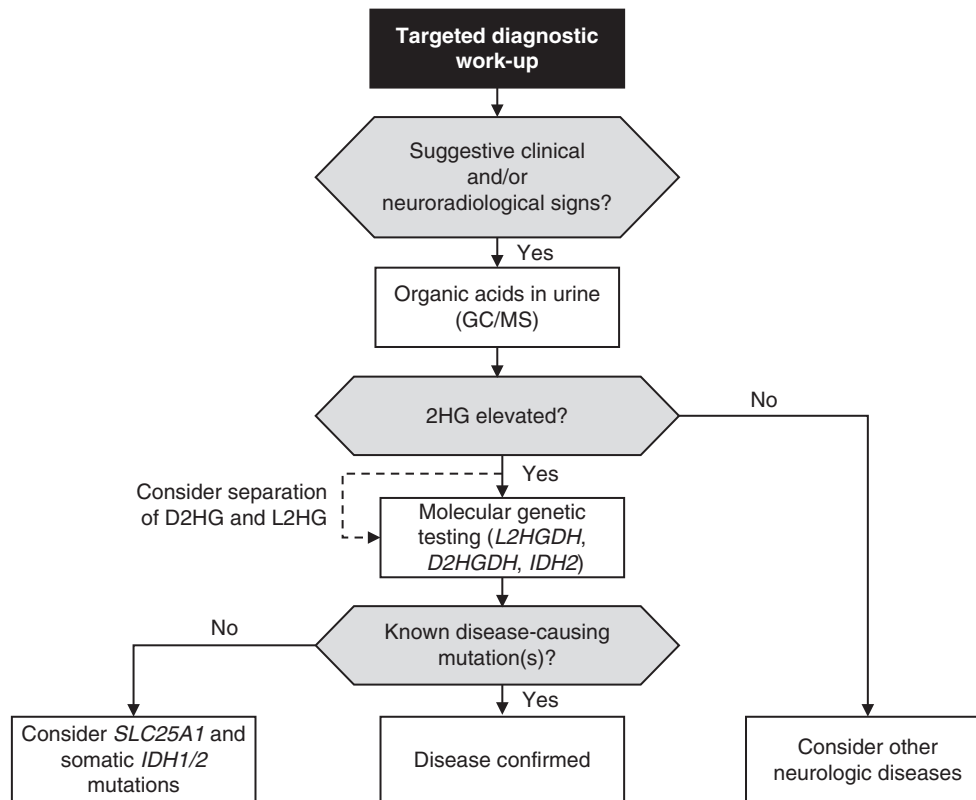 Targeted diagnostic
work-up
Suggestive clinical
and/or
neuroradiological signs?
Yes
Organic acids in urine
(GC/MS)
2HG elevated?
No
Yes
Consider separation
of D2HG and L2HG
Molecular genetic
testing (L2HGDH,
D2HGDH, IDH2)
Known disease-causing
mutation(s)?
No
Yes
Consider SLC25A1 and
somatic IDH1/2
mutations
Disease confirmed
Consider other
neurologic diseases